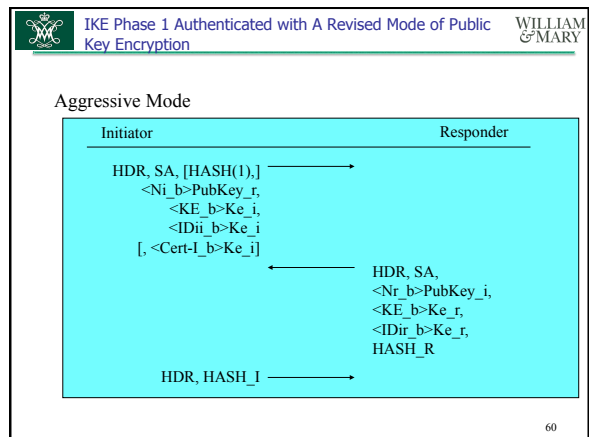 IKE Phase 1 Authenticated with A Revised Mode of Public
Key Encryption
WILLIAM
&MARY
Aggressive Mode
Initiator
Responder
HDR, SA, [HASH(1),]
<Ni_b>PubKey_r,
<KE_b>Ke_i,
<IDii_b>Ke_i
[, <Cert-I_b>Ke_i]
HDR, SA,
<Nr_b>PubKey_i,
<KE_b>Ke_r,
<IDir_b>Ke_r,
HASH_R
HDR, HASH_I
60